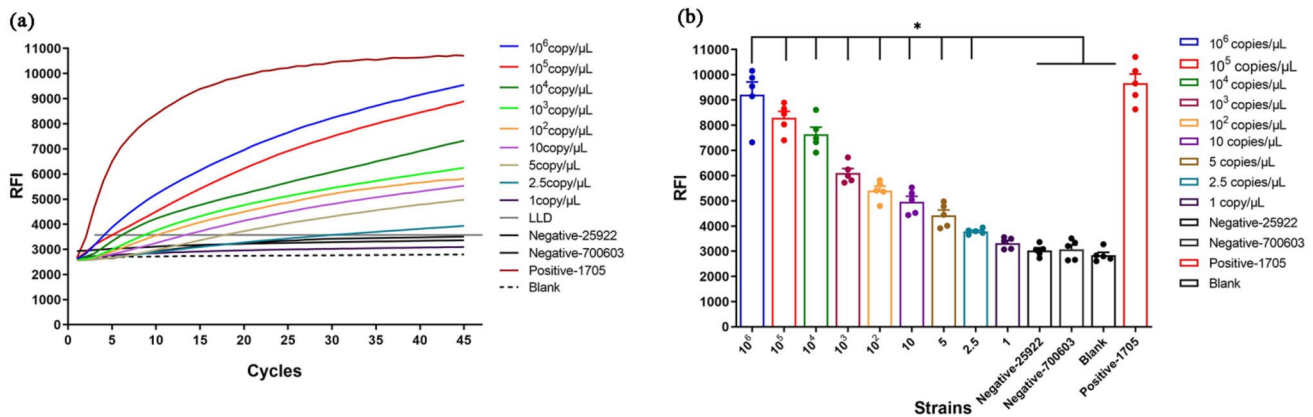 (a)
RFI
11000
10000
9000
8000
7000
6000
5000
4000
3000
2000
1000
0
0 5 10 15 20 25 30 35 40 45
Cycles
10⁶copy/μL
10⁵copy/μL
10⁴copy/μL
10³copy/μL
10²copy/μL
10copy/μL
5copy/μL
2.5copy/μL
1copy/μL
LLD
Negative-25922
Negative-700603
Positive-1705
Blank
(b)
*
RFI
11000
10000
9000
8000
7000
6000
5000
4000
3000
2000
1000
0
10⁶ 10⁵ 10⁴ 10³ 10² 10 5 2.5 1 Negative-25922 Negative-700603 Blank Positive-1705
Strains
10⁶ copies/μL
10⁵ copies/μL
10⁴ copies/μL
10³ copies/μL
10² copies/μL
10 copies/μL
5 copies/μL
2.5 copies/μL
1 copy/μL
Negative-25922
Negative-700603
Positive-1705
Blank